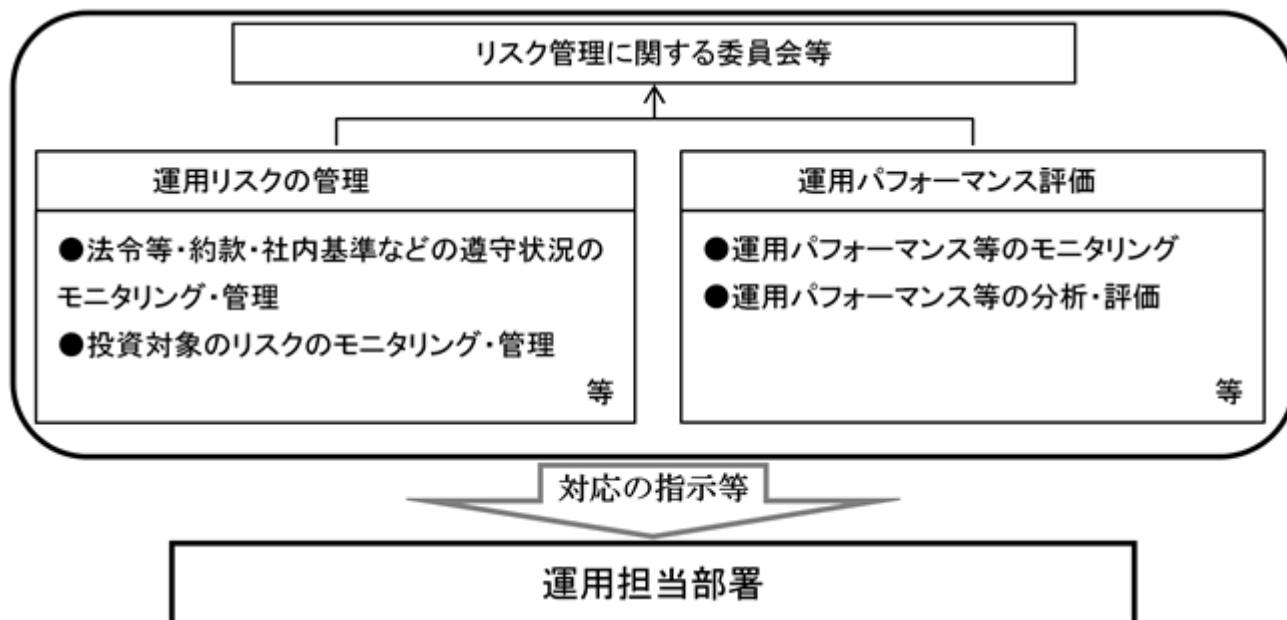 リスク管理に関する委員会等
運用リスクの管理
●法令等・約款・社内基準などの遵守状況の
モニタリング・管理
●投資対象のリスクのモニタリング・管理
等
運用パフォーマンス評価
●運用パフォーマンス等のモニタリング
●運用パフォーマンス等の分析・評価
等
対応の指示等
運用担当部署